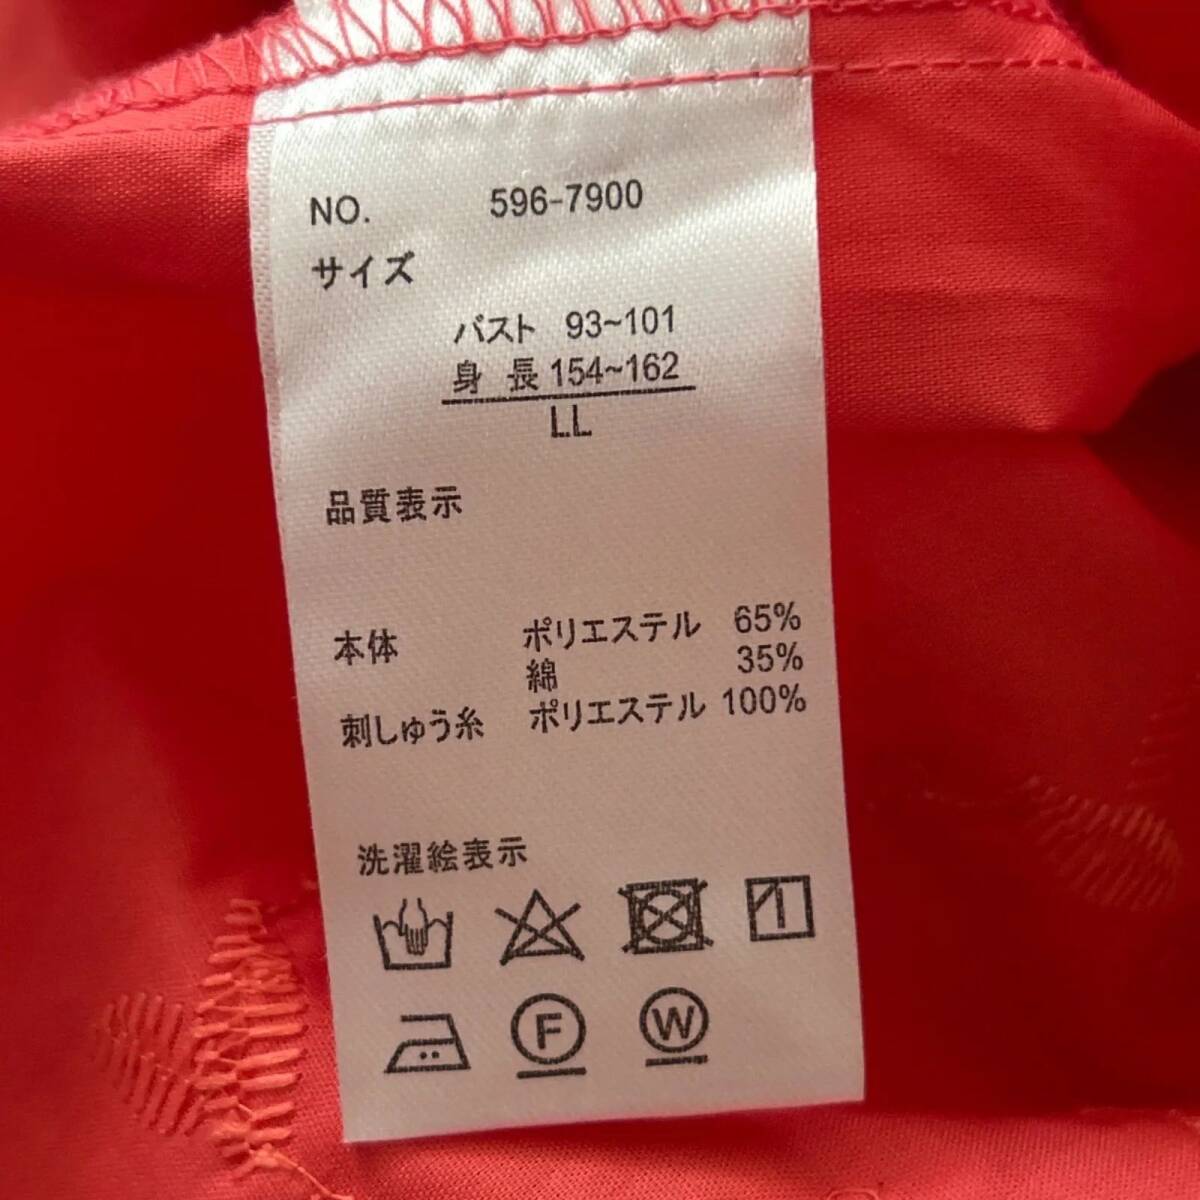 NO. 596-7900
サイズ
バスト 93~101
身 長 154~162
LL
品質表示
本体 ポリエステル 65%
綿 35%
刺しゅう糸 ポリエステル 100%
洗濯絵表示
F W